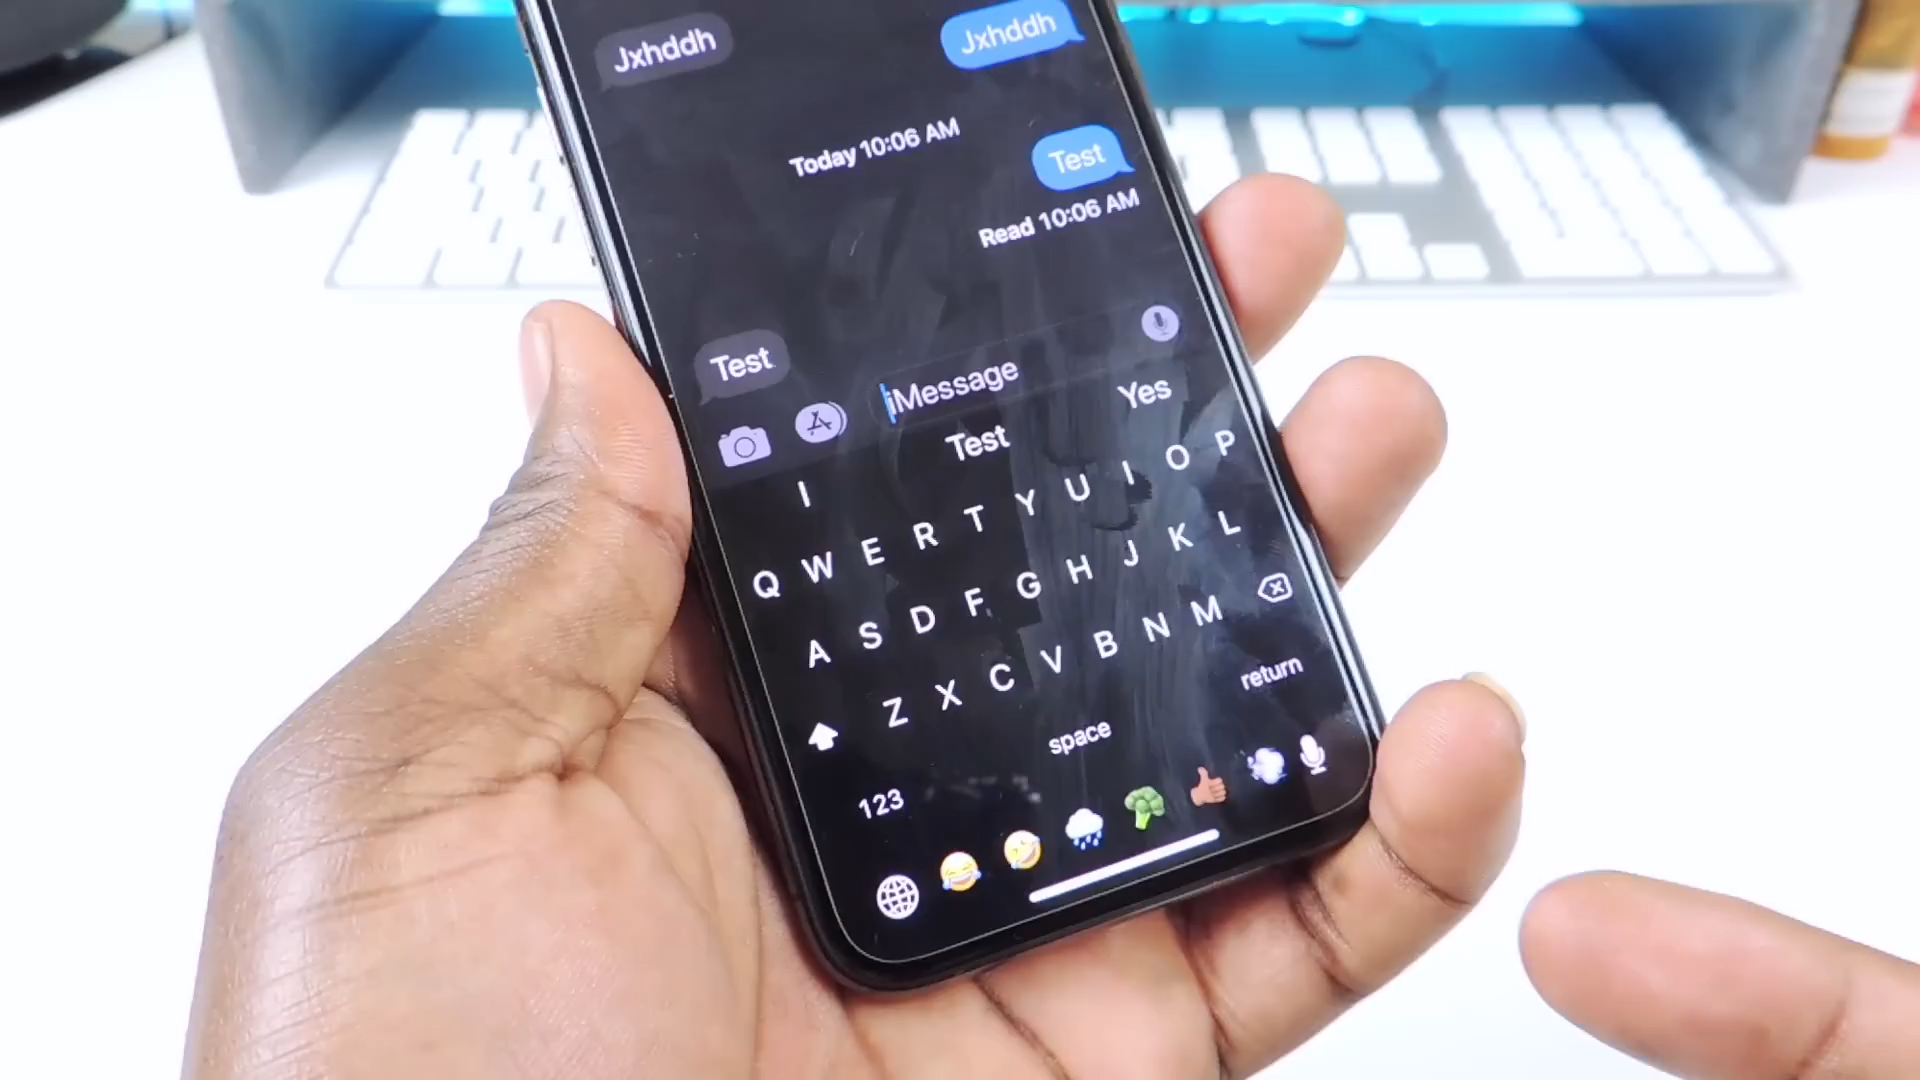 Jxhddh
Jxhddh
Today 10:06 AM
Test
Read 10:06 AM
Test
iMessage
I Test Yes
Q W E R T Y U I O P
A S D F G H J K L
Z X C V B N M
123 space return